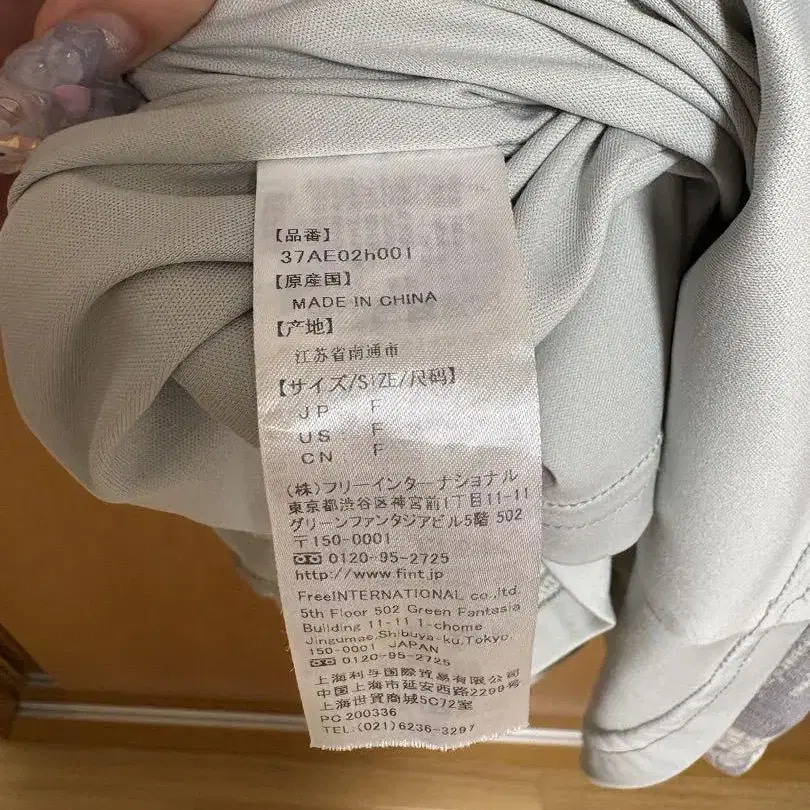 【品番】
37AE02h001
【原産国】
MADE IN CHINA
【产地】
江苏省南通市
【サイズ/SIZE/尺码】
JP F
US F
CN F
(株)フリーインターナショナル
東京都渋谷区神宮前1丁目11-11
グリーンファンタジアビル5階 502
〒150-0001
0120-95-2725
http://www.fint.jp
FreeINTERNATIONAL co.,ltd.
5th Floor 502 Green Fantasia
Building 11-11 1-chome
Jingumae,Shibuya-ku,Tokyo,
150-0001 JAPAN
0120-95-2725
上海利与国際貿易有限公司
中国上海市延安西路2299号
上海世貿商城5C72室
PC.200336
TEL:(021)6236-3297